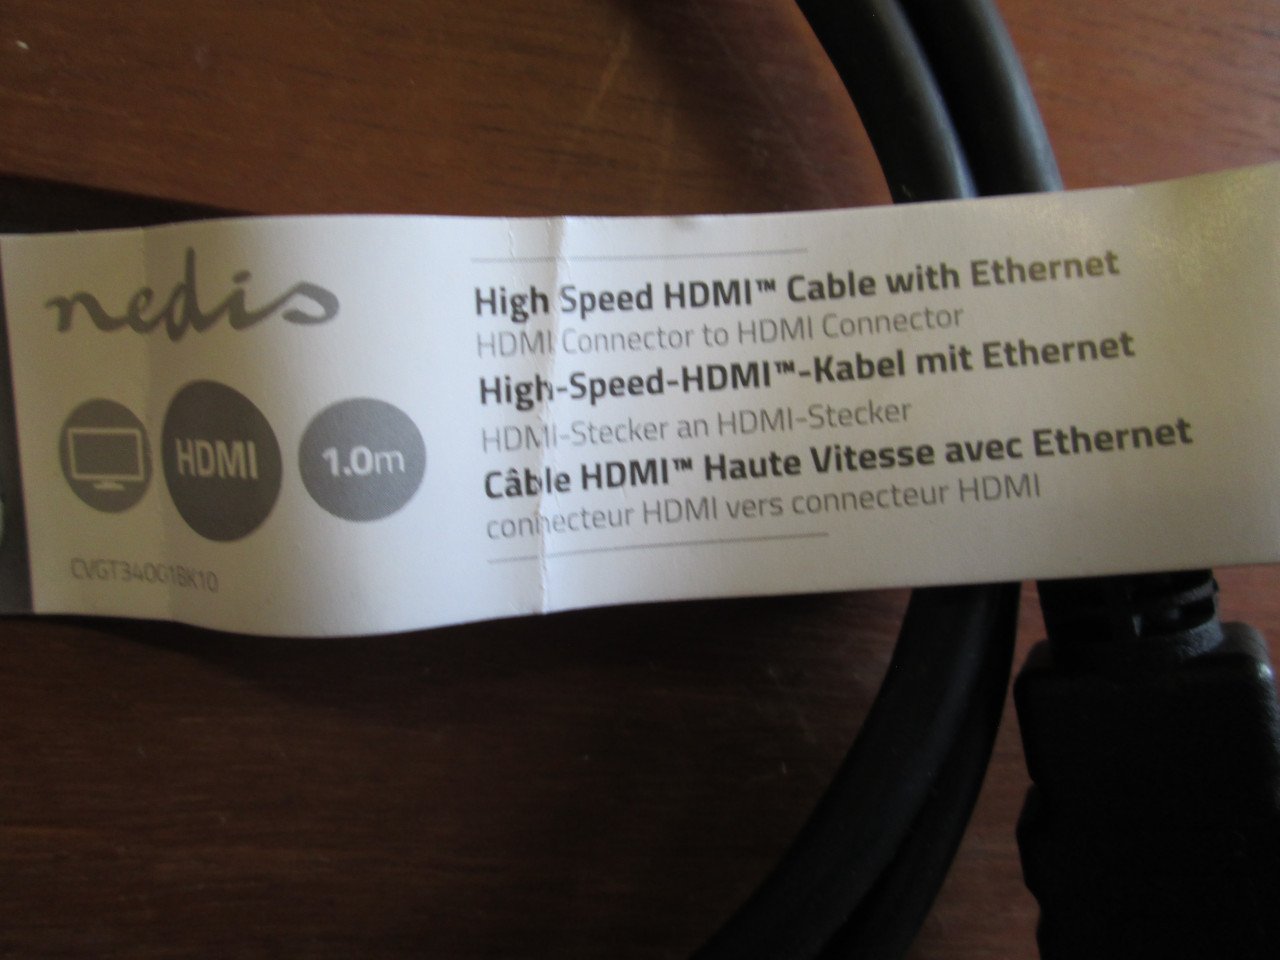 nedis
HDMI
1.0m
CVGT34001BK10
High Speed HDMI™ Cable with Ethernet
HDMI Connector to HDMI Connector
High-Speed-HDMI™-Kabel mit Ethernet
HDMI-Stecker an HDMI-Stecker
Câble HDMI™ Haute Vitesse avec Ethernet
connecteur HDMI vers connecteur HDMI